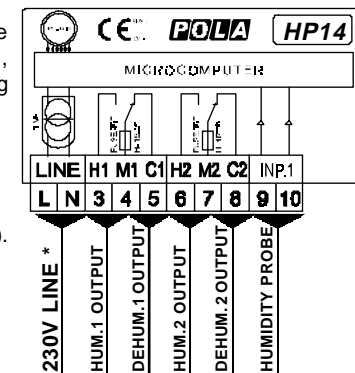 CE POLA HP14
MICROCOMPUTER
LINE H1 M1 C1 H2 M2 C2 INP.1
L N 3 4 5 6 7 8 9 10
230V LINE *
HUM.1 OUTPUT
DEHUM.1 OUTPUT
HUM.2 OUTPUT
DEHUM.2 OUTPUT
HUMIDITY PROBE